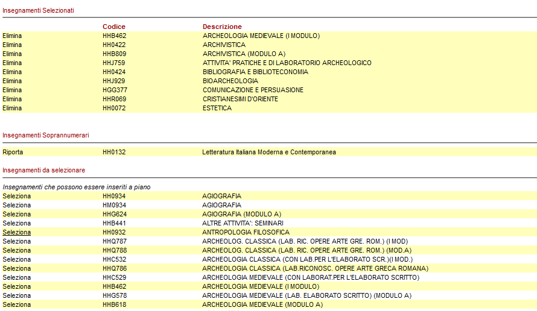 Insegnamenti Selezionati
Codice Descrizione
Elimina HHB462 ARCHEOLOGIA MEDIEVALE (I MODULO)
Elimina HH0422 ARCHIVISTICA
Elimina HHB809 ARCHIVISTICA (MODULO A)
Elimina HHJ759 ATTIVITA' PRATICHE E DI LABORATORIO ARCHEOLOGICO
Elimina HH0424 BIBLIOGRAFIA E BIBLIOTECONOMIA
Elimina HHJ929 BIOARCHEOLOGIA
Elimina HGG377 COMUNICAZIONE E PERSUASIONE
Elimina HHR069 CRISTIANESIMI D'ORIENTE
Elimina HH0072 ESTETICA
Insegnamenti Soprannumerari
Riporta HH0132 Letteratura Italiana Moderna e Contemporanea
Insegnamenti da selezionare
Insegnamenti che possono essere inseriti a piano
Seleziona HH0934 AGIOGRAFIA
Seleziona HM0934 AGIOGRAFIA
Seleziona HHG624 AGIOGRAFIA (MODULO A)
Seleziona HHB441 ALTRE ATTIVITA': SEMINARI
Seleziona HH0932 ANTROPOLOGIA FILOSOFICA
Seleziona HHQ787 ARCHEOLOG. CLASSICA (LAB. RIC. OPERE ARTE GRE. ROM.) (I MOD)
Seleziona HHQ788 ARCHEOLOG. CLASSICA (LAB. RIC. OPERE ARTE GRE. ROM.) (MOD.A)
Seleziona HHC532 ARCHEOLOGIA CLASSICA (CON LAB.PER L'ELABORATO SCR.)(I MOD.)
Seleziona HHQ786 ARCHEOLOGIA CLASSICA (LAB.RICONOSC. OPERE ARTE GRECA ROMANA)
Seleziona HHC529 ARCHEOLOGIA MEDIEVALE (CON LABORAT.PER L'ELABORATO SCRITTO)
Seleziona HHB462 ARCHEOLOGIA MEDIEVALE (I MODULO)
Seleziona HHG578 ARCHEOLOGIA MEDIEVALE (LAB. ELABORATO SCRITTO) (MODULO A)
Seleziona HHB618 ARCHEOLOGIA MEDIEVALE (MODULO A)